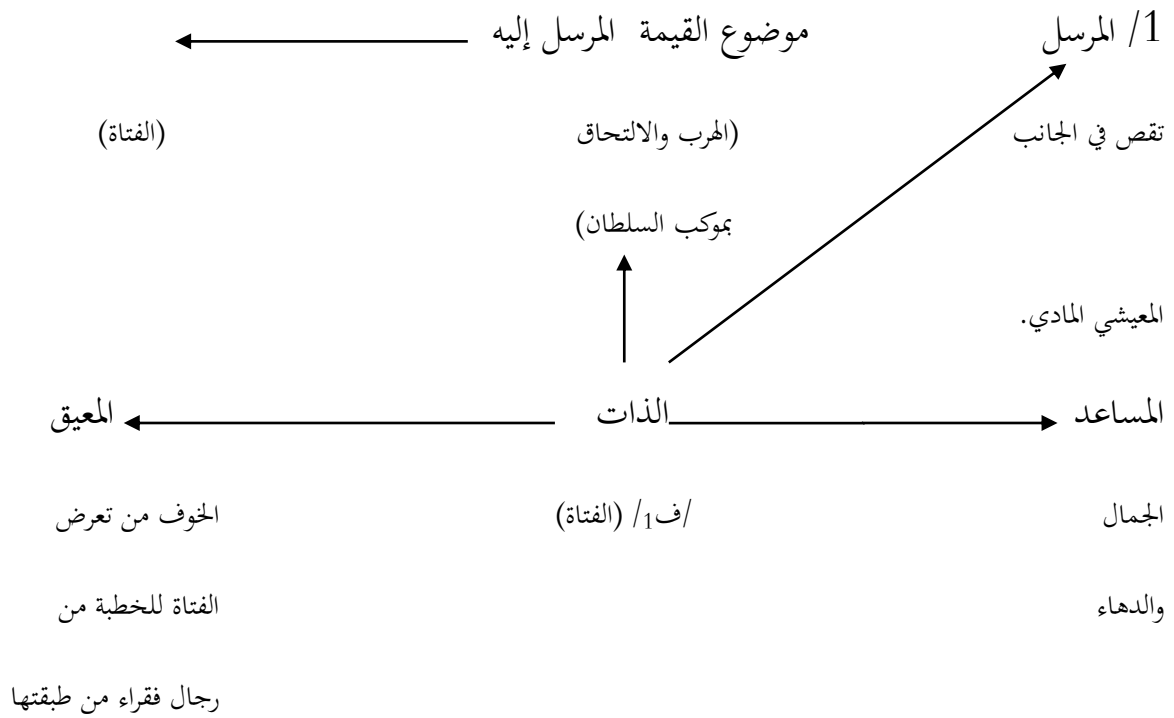 1/ المرسل موضوع القيمة المرسل إليه
تقص في الجانب (الهرب والالتحاق (الفتاة)
بموكب السلطان)
المعيشي المادي.
المساعد الذات المعيق
الجمال /ف1/ (الفتاة) الخوف من تعرض
والدهاء الفتاة للخطبة من
رجال فقراء من طبقتها